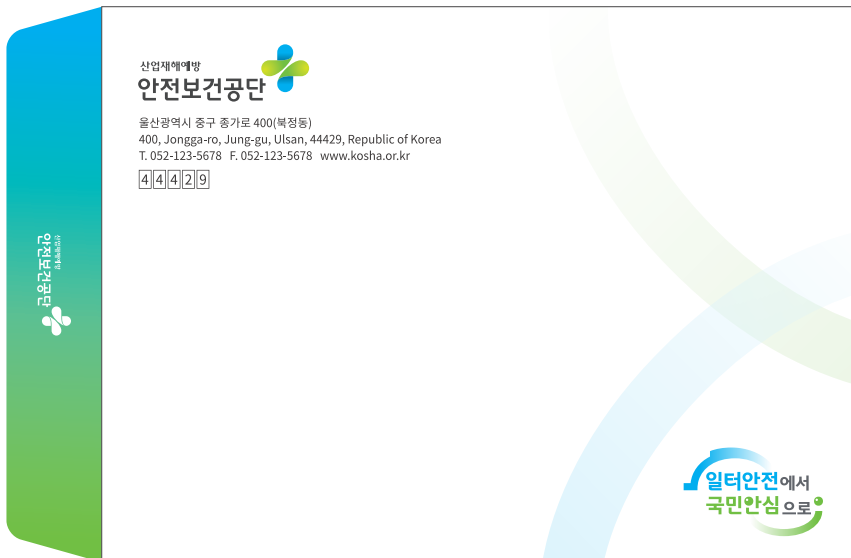 산업재해예방
안전보건공단
울산광역시 중구 종가로 400(북정동)
400, Jongga-ro, Jung-gu, Ulsan, 44429, Republic of Korea
T. 052-123-5678 F. 052-123-5678 www.kosha.or.kr
44429
산업재해예방
안전보건공단
일터안전에서
국민안심으로